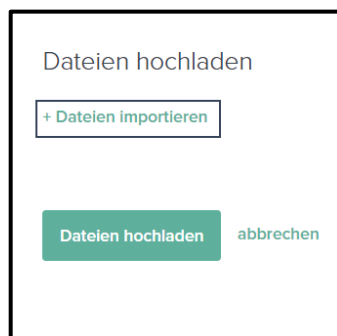 Dateien hochladen
+ Dateien importieren
Dateien hochladen abbrechen